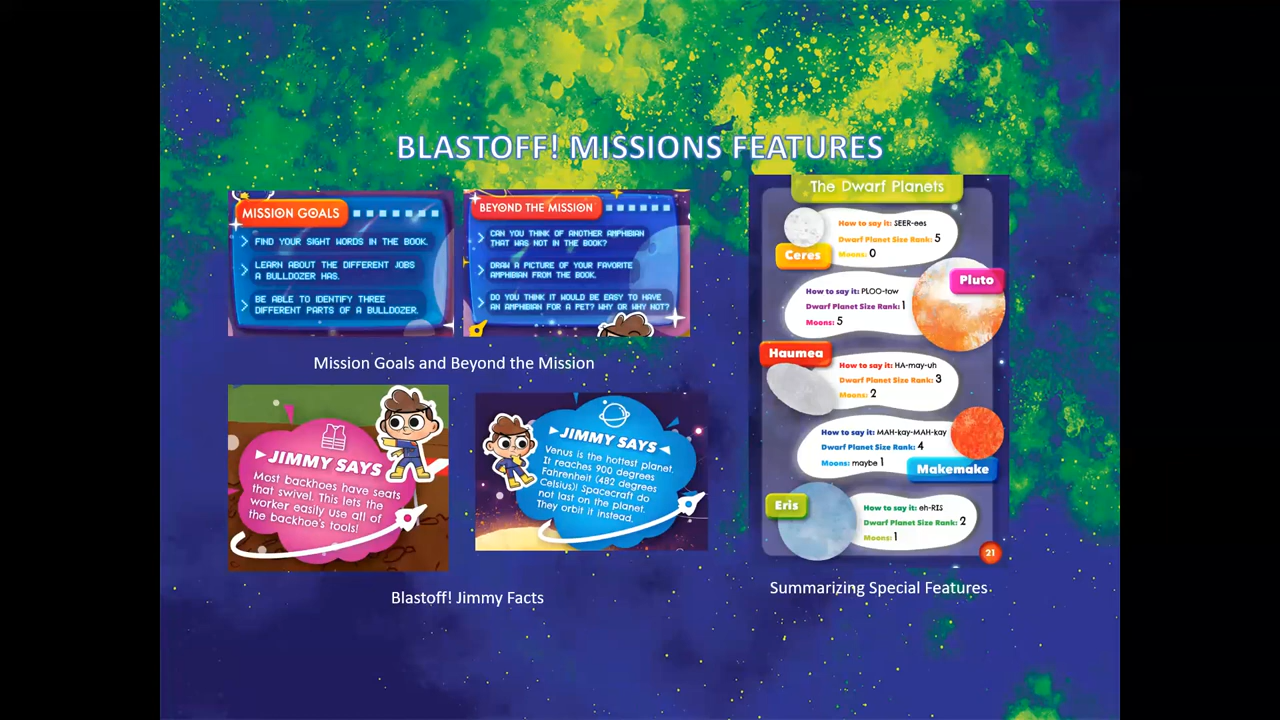 BLASTOFF! MISSIONS FEATURES
MISSION GOALS
FIND YOUR SIGHT WORDS IN THE BOOK.
LEARN ABOUT THE DIFFERENT JOBS
A BULLDOZER HAS.
BE ABLE TO IDENTIFY THREE
DIFFERENT PARTS OF A BULLDOZER.
BEYOND THE MISSION
CAN YOU THINK OF ANOTHER AMPHIBIAN
THAT WAS NOT IN THE BOOK?
DRAW A PICTURE OF YOUR FAVORITE
AMPHIBIAN FROM THE BOOK.
DO YOU THINK IT WOULD BE EASY TO HAVE
AN AMPHIBIAN FOR A PET? WHY OR WHY NOT?
Mission Goals and Beyond the Mission
JIMMY SAYS
Most backhoes have seats
that swivel. This lets the
worker easily use all of
the backhoe's tools!
JIMMY SAYS
Venus is the hottest planet.
It reaches 900 degrees
Fahrenheit (482 degrees
Celsius)! Spacecraft do
not last on the planet.
They orbit it instead.
Blastoff! Jimmy Facts
The Dwarf Planets
Ceres
How to say it: SEER-ees
Dwarf Planet Size Rank: 5
Moons: 0
Pluto
How to say it: PLOO-tow
Dwarf Planet Size Rank: 1
Moons: 5
Haumea
How to say it: HA-may-uh
Dwarf Planet Size Rank: 3
Moons: 2
How to say it: MAH-kay-MAH-kay
Dwarf Planet Size Rank: 4
Moons: maybe 1
Makemake
Eris
How to say it: eh-RIS
Dwarf Planet Size Rank: 2
Moons: 1
21
Summarizing Special Features